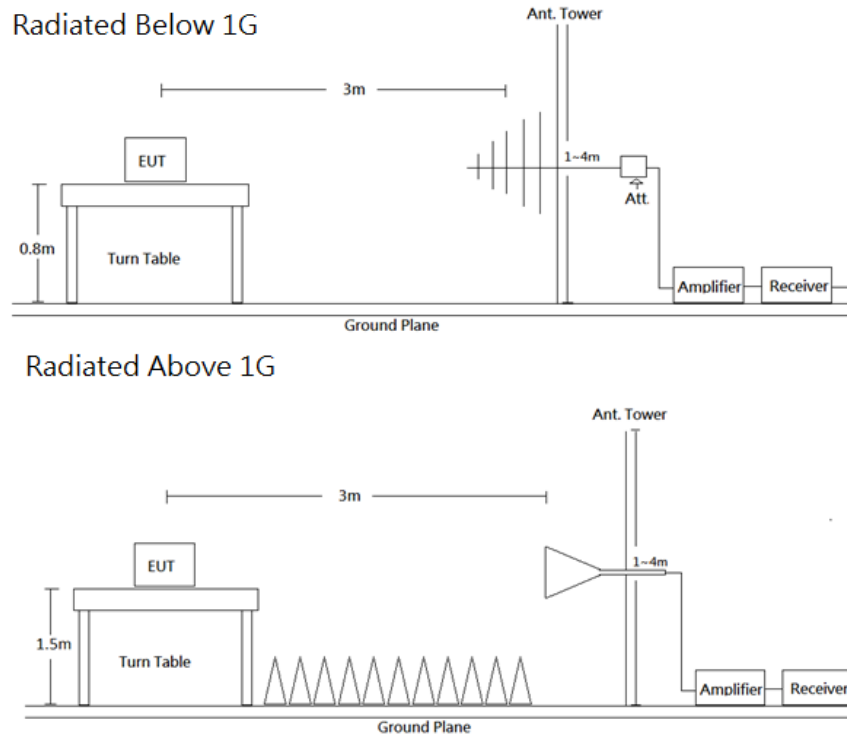 Radiated Below 1G
Ant. Tower
3m
EUT
1~4m
Att.
0.8m
Turn Table
Amplifier
Receiver
Ground Plane
Radiated Above 1G
Ant. Tower
3m
EUT
1~4m
1.5m
Turn Table
Amplifier
Receiver
Ground Plane